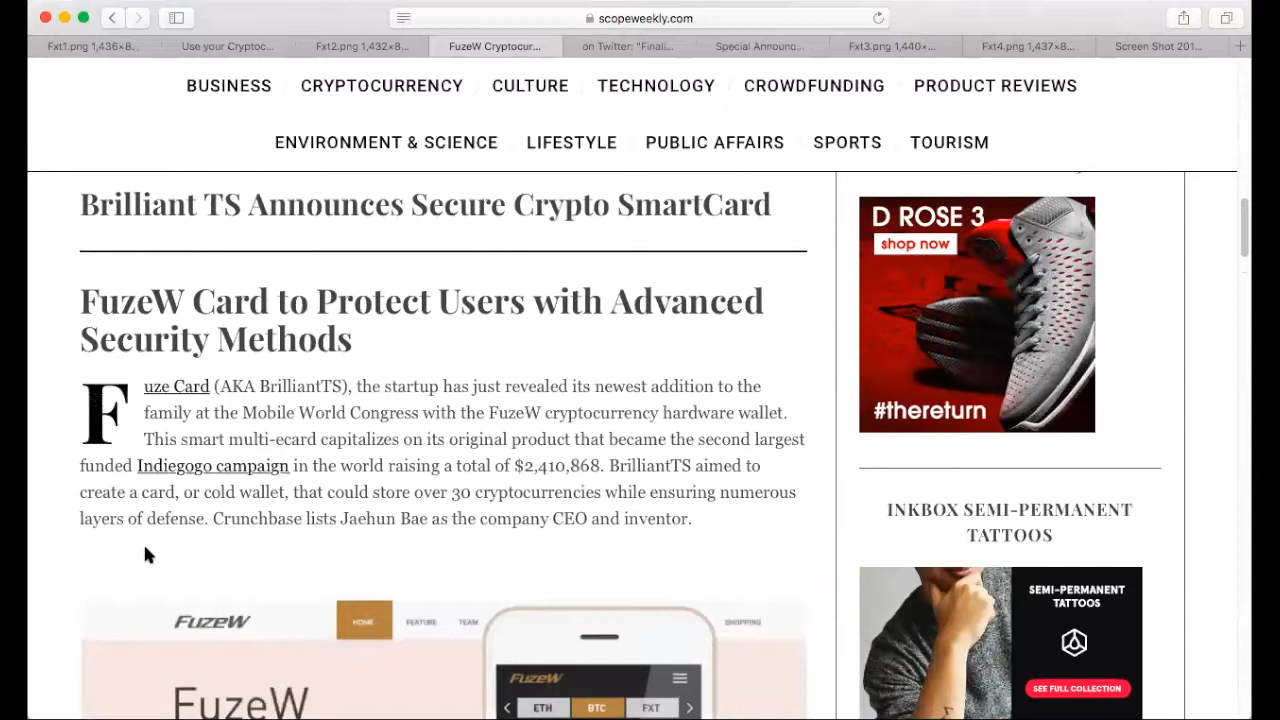 scopeweekly.com
Fxt1.png 1,436×8...
Use your Cryptoc...
Fxt2.png 1,432×8...
FuzeW Cryptocur...
on Twitter: "Finali...
Special Announc...
Fxt3.png 1,440×...
Fxt4.png 1,437×8...
Screen Shot 201...
BUSINESS CRYPTOCURRENCY CULTURE TECHNOLOGY CROWDFUNDING PRODUCT REVIEWS
ENVIRONMENT & SCIENCE LIFESTYLE PUBLIC AFFAIRS SPORTS TOURISM
Brilliant TS Announces Secure Crypto SmartCard
FuzeW Card to Protect Users with Advanced
Security Methods
Fuze Card (AKA BrilliantTS), the startup has just revealed its newest addition to the
family at the Mobile World Congress with the FuzeW cryptocurrency hardware wallet.
This smart multi-ecard capitalizes on its original product that became the second largest
funded Indiegogo campaign in the world raising a total of $2,410,868. BrilliantTS aimed to
create a card, or cold wallet, that could store over 30 cryptocurrencies while ensuring numerous
layers of defense. Crunchbase lists Jaehun Bae as the company CEO and inventor.
FUZEW HOME FEATURE TEAM SHOPPING
FuzeW
FUZEW
ETH BTC FXT
D ROSE 3
shop now
#thereturn
INKBOX SEMI-PERMANENT
TATTOOS
SEMI-PERMANENT
TATTOOS
SEE FULL COLLECTION